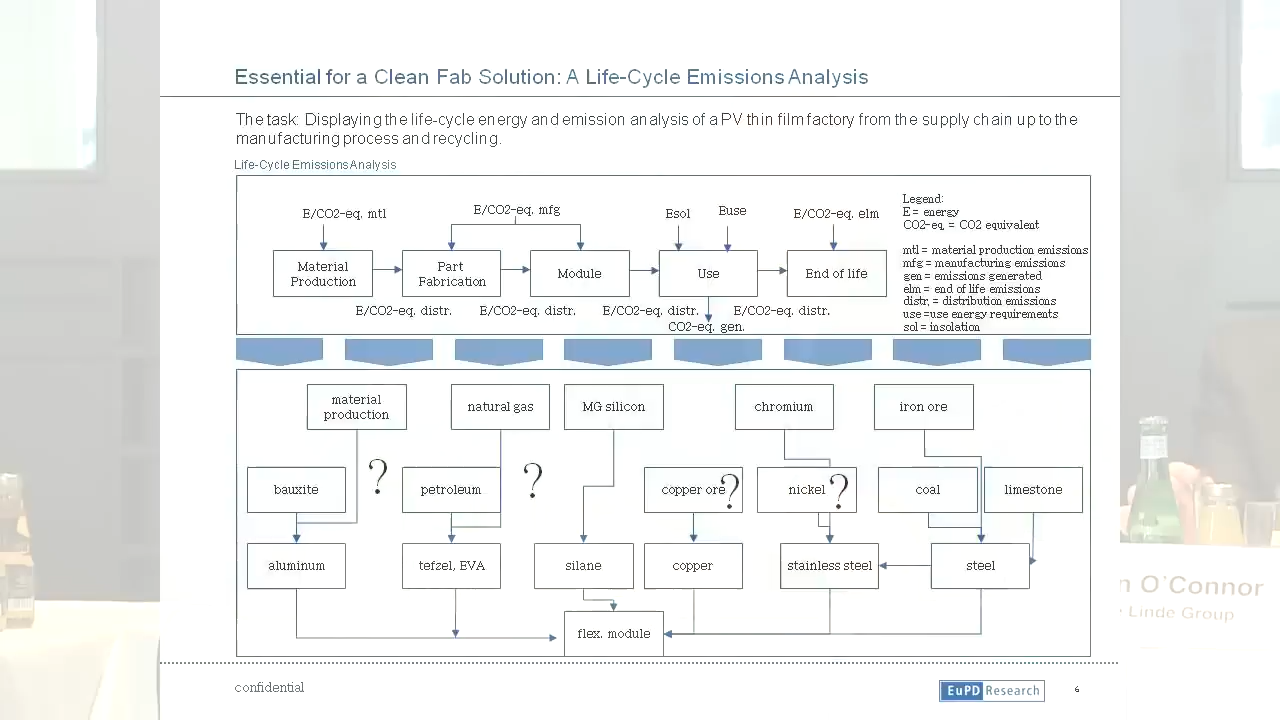 Essential for a Clean Fab Solution: A Life-Cycle Emissions Analysis
The task: Displaying the life-cycle energy and emission analysis of a PV thin film factory from the supply chain up to the
manufacturing process and recycling.
Life-Cycle Emissions Analysis
E/CO2-eq. mtl
E/CO2-eq. mfg
Esol
Euse
E/CO2-eq. elm
Legend:
E = energy
CO2-eq. = CO2 equivalent
mtl = material production emissions
mfg = manufacturing emissions
gen = emissions generated
elm = end of life emissions
distr. = distribution emissions
use =use energy requirements
sol = insolation
Material
Production
Part
Fabrication
Module
Use
End of life
E/CO2-eq. distr.
E/CO2-eq. distr.
E/CO2-eq. distr.
E/CO2-eq. distr.
CO2-eq. gen.
material
production
natural gas
MG silicon
chromium
iron ore
?
?
bauxite
petroleum
copper ore?
nickel?
coal
limestone
aluminum
tefzel, EVA
silane
copper
stainless steel
steel
flex. module
confidential
EuPD Research
6
n O'Connor
Linde Group